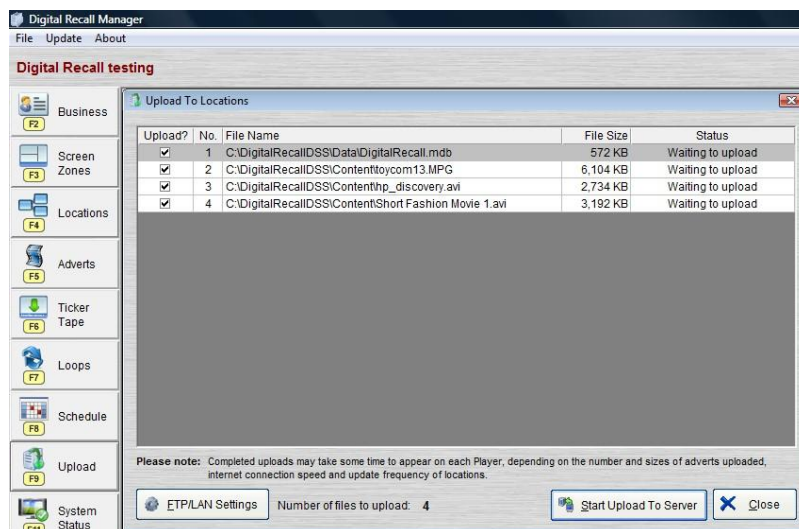 Digital Recall Manager
File Update About
Digital Recall testing
F2 Business
F3 Screen Zones
F4 Locations
F5 Adverts
F6 Ticker Tape
F7 Loops
F8 Schedule
F9 Upload
System Status
Upload To Locations
Upload? No. File Name File Size Status
1 C:\DigitalRecallDSS\Data\DigitalRecall.mdb 572 KB Waiting to upload
2 C:\DigitalRecallDSS\Content\toycom13.MPG 6,104 KB Waiting to upload
3 C:\DigitalRecallDSS\Content\hp_discovery.avi 2,734 KB Waiting to upload
4 C:\DigitalRecallDSS\Content\Short Fashion Movie 1.avi 3,192 KB Waiting to upload
Please note: Completed uploads may take some time to appear on each Player, depending on the number and sizes of adverts uploaded,
internet connection speed and update frequency of locations.
FTP/LAN Settings Number of files to upload: 4 Start Upload To Server Close